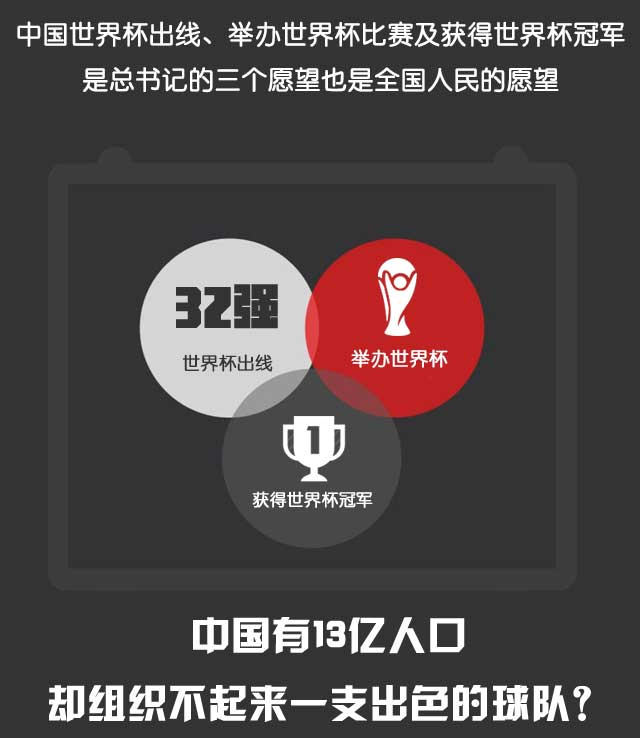 中国世界杯出线、举办世界杯比赛及获得世界杯冠军
是总书记的三个愿望也是全国人民的愿望
32强
世界杯出线
举办世界杯
1
获得世界杯冠军
中国有13亿人口
却组织不起来一支出色的球队?